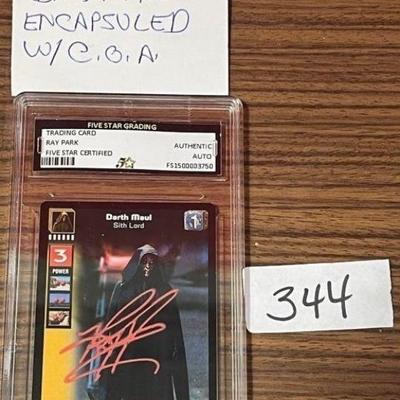 ENCAPSULED
W/C.O.A.
FIVE STAR GRADING
TRADING CARD
RAY PARK
FIVE STAR CERTIFIED
AUTHENTIC
AUTO
FS1500003750
Darth Maul
Sith Lord
3
POWER
344